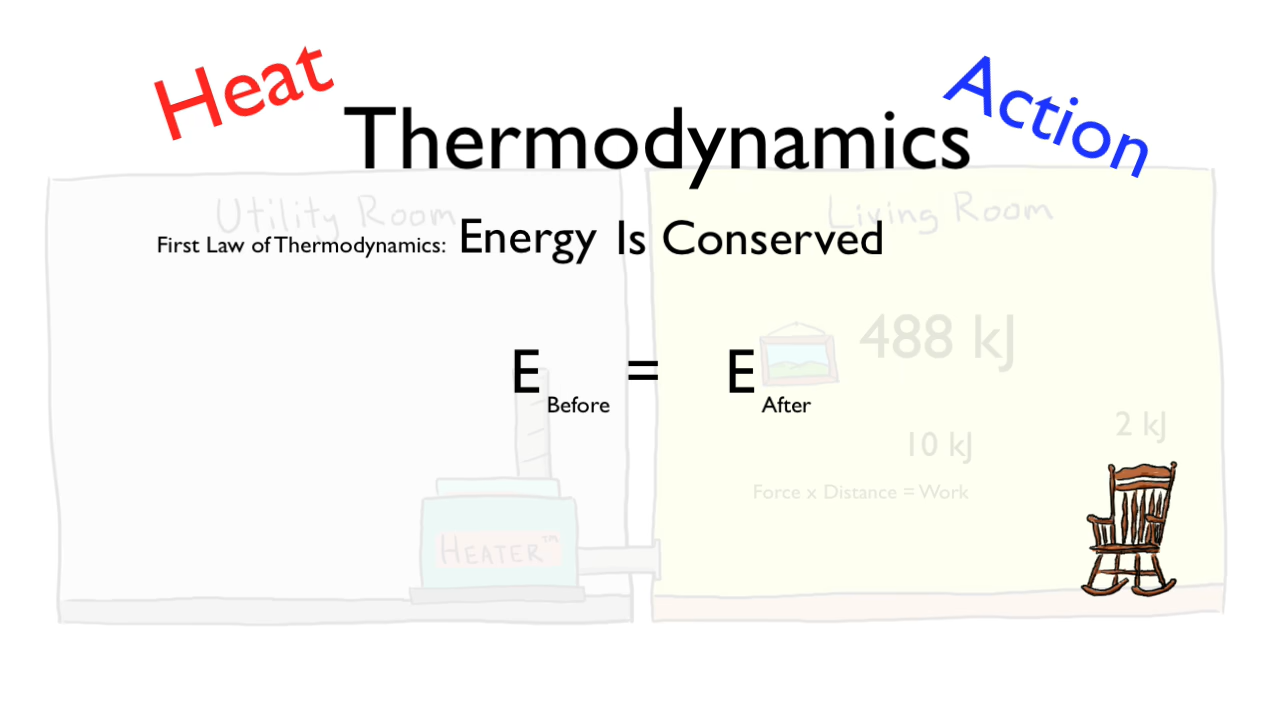 Heat
Action
Thermodynamics
Utility Room
Living Room
First Law of Thermodynamics: Energy Is Conserved
488 kJ
E Before = E After
2 kJ
10 kJ
Force x Distance = Work
HEATER™